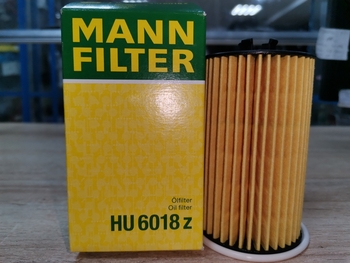 MANN
FILTER
Ölfilter
Oil filter
HU 6018 z